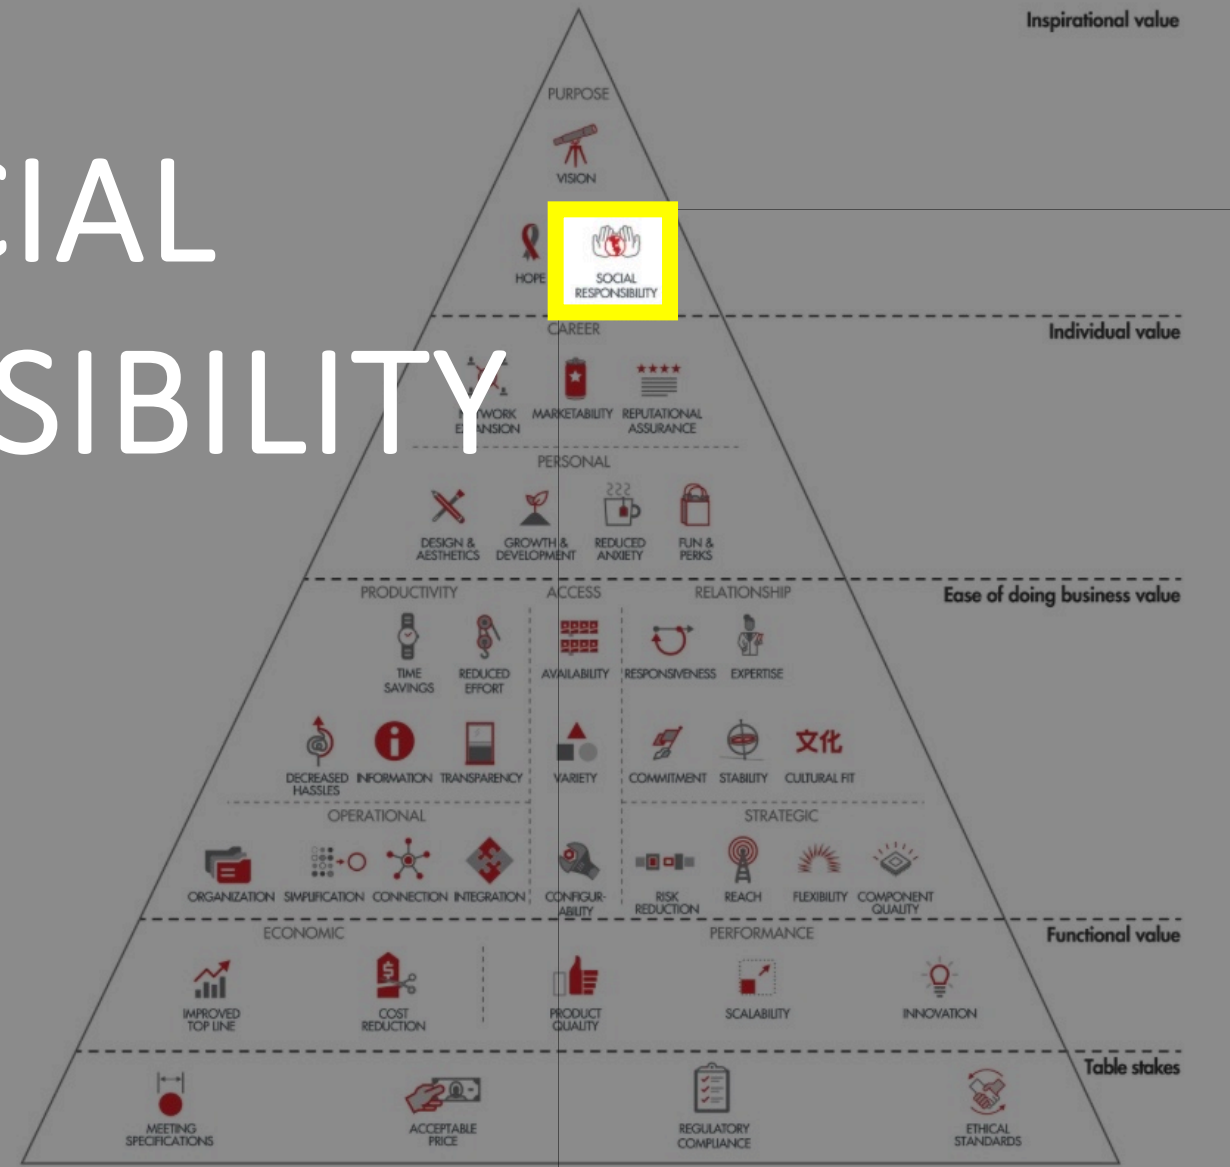 Inspirational value
PURPOSE
VISION
CIAL
HOPE
SOCIAL
RESPONSIBILITY
Individual value
CAREER
SIBILITY
MARKETABILITY
REPUTATIONAL
ASSURANCE
PERSONAL
DESIGN &
AESTHETICS
GROWTH &
DEVELOPMENT
REDUCED
ANXIETY
FUN &
PERKS
Ease of doing business value
PRODUCTIVITY
ACCESS
RELATIONSHIP
TIME
SAVINGS
REDUCED
EFFORT
AVAILABILITY
RESPONSIVENESS
EXPERTISE
文化
DECREASED
HASSLES
INFORMATION
TRANSPARENCY
VARIETY
COMMITMENT
STABILITY
CULTURAL FIT
OPERATIONAL
STRATEGIC
ORGANIZATION
SIMPLIFICATION
CONNECTION
INTEGRATION
CONFIGUR-
ABILITY
RISK
REDUCTION
REACH
FLEXIBILITY
COMPONENT
QUALITY
Functional value
ECONOMIC
PERFORMANCE
IMPROVED
TOP LINE
COST
REDUCTION
PRODUCT
QUALITY
SCALABILITY
INNOVATION
Table stakes
MEETING
SPECIFICATIONS
ACCEPTABLE
PRICE
REGULATORY
COMPLIANCE
ETHICAL
STANDARDS